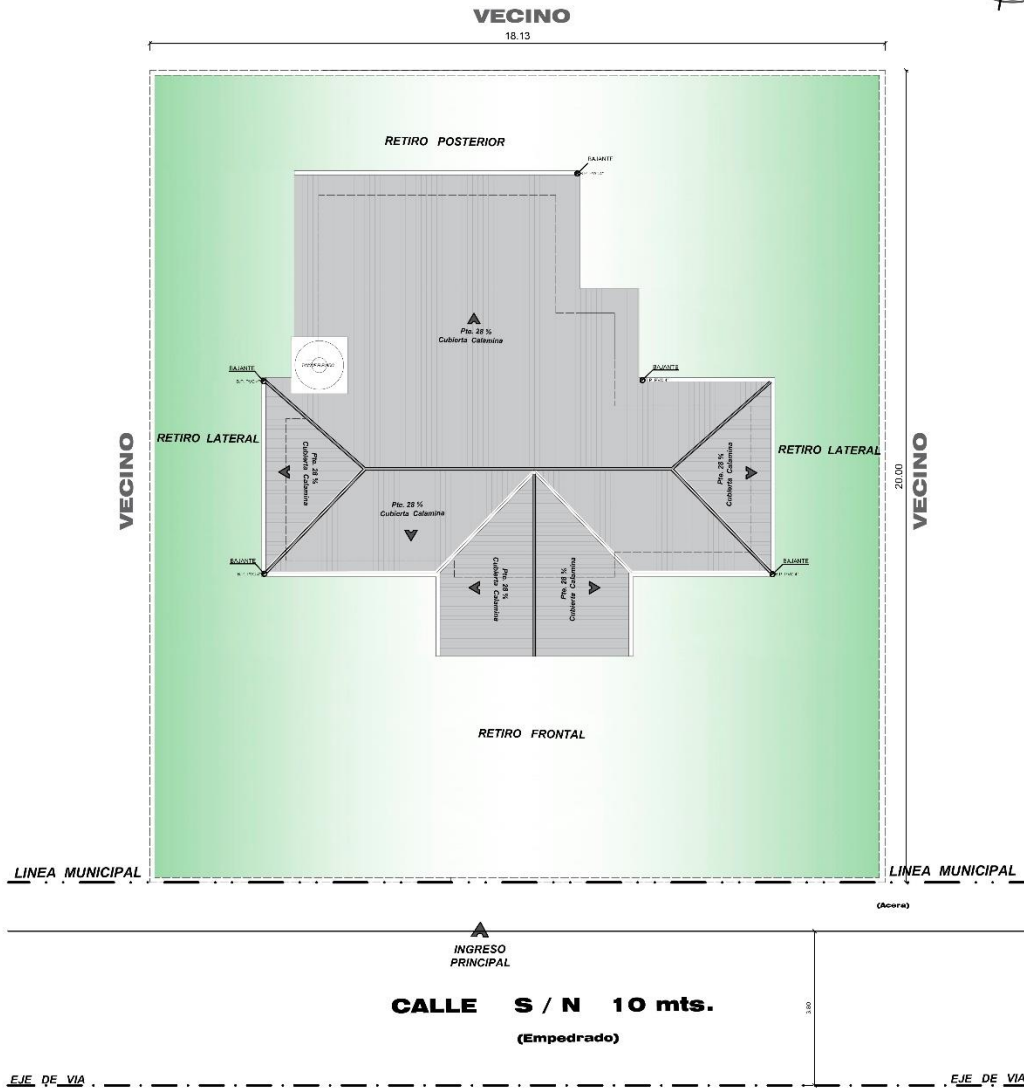 VECINO
18.13
RETIRO POSTERIOR
BAJANTE
Pte. 28 %
Cubierta Calamina
BAJANTE
BAJANTE
VECINO
RETIRO LATERAL
Pte. 28 %
Cubierta Calamina
Pte. 28 %
Cubierta Calamina
RETIRO LATERAL
VECINO
20.00
Pte. 28 %
Cubierta Calamina
BAJANTE
BAJANTE
Pte. 28 %
Cubierta Calamina
Pte. 28 %
Cubierta Calamina
RETIRO FRONTAL
LINEA MUNICIPAL
LINEA MUNICIPAL
(Acera)
INGRESO
PRINCIPAL
CALLE S / N 10 mts.
3.80
(Empedrado)
EJE DE VIA
EJE DE VIA